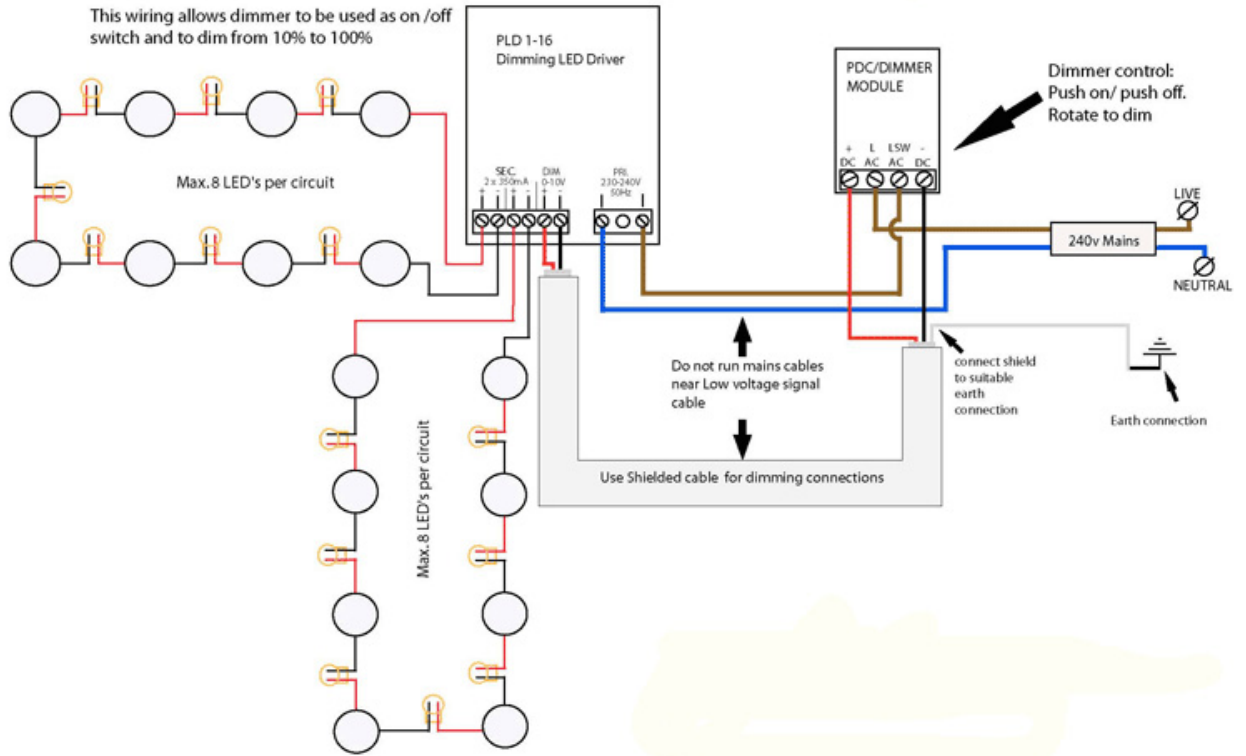 This wiring allows dimmer to be used as on /off
switch and to dim from 10% to 100%
PLD 1-16
Dimming LED Driver
SEC.
2 x 350mA
DIM
0-10V
+ - + - + -
PRI.
230-240V
50Hz
PDC/DIMMER
MODULE
+ L LSW -
DC AC AC DC
Dimmer control:
Push on/ push off.
Rotate to dim
Max.8 LED's per circuit
LIVE
240v Mains
NEUTRAL
Do not run mains cables
near Low voltage signal
cable
connect shield
to suitable
earth
connection
Earth connection
Use Shielded cable for dimming connections
Max.8 LED's per circuit